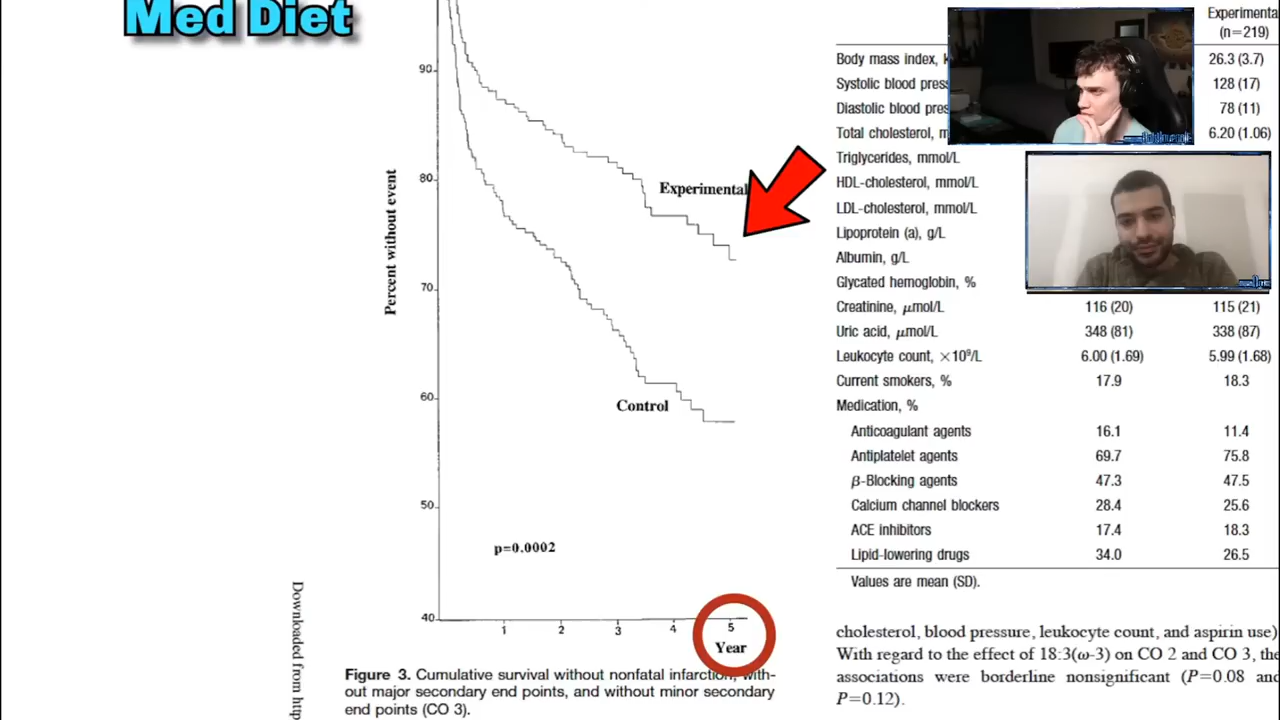 Med Diet
Percent without event
90
80
70
60
50
40
Experimental
Control
p=0.0002
1
2
3
4
5
Year
Figure 3. Cumulative survival without nonfatal infarction, with-
out major secondary end points, and without minor secondary
end points (CO 3).
Downloaded from http
Experimenta
(n=219)
Body mass index, 26.3 (3.7)
Systolic blood pres 128 (17)
Diastolic blood pre 78 (11)
Total cholesterol, m 6.20 (1.06)
Triglycerides, mmol/L
HDL-cholesterol, mmol/L
LDL-cholesterol, mmol/L
Lipoprotein (a), g/L
Albumin, g/L
Glycated hemoglobin, %
Creatinine, μmol/L 116 (20) 115 (21)
Uric acid, μmol/L 348 (81) 338 (87)
Leukocyte count, ×10⁹/L 6.00 (1.69) 5.99 (1.68)
Current smokers, % 17.9 18.3
Medication, %
Anticoagulant agents 16.1 11.4
Antiplatelet agents 69.7 75.8
β-Blocking agents 47.3 47.5
Calcium channel blockers 28.4 25.6
ACE inhibitors 17.4 18.3
Lipid-lowering drugs 34.0 26.5
Values are mean (SD).
cholesterol, blood pressure, leukocyte count, and aspirin use)
With regard to the effect of 18:3(ω-3) on CO 2 and CO 3, the
associations were borderline nonsignificant (P=0.08 and
P=0.12).